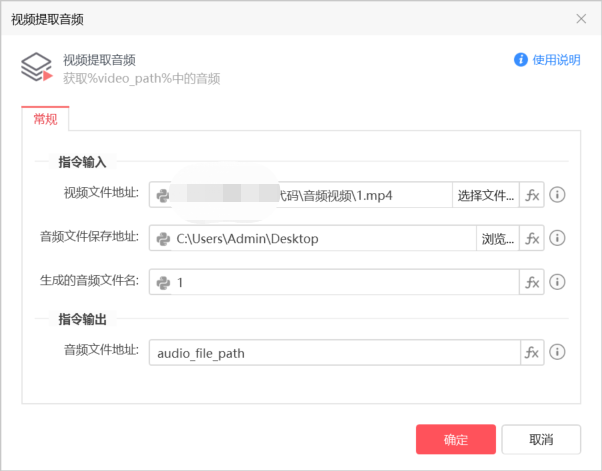 视频提取音频
视频提取音频
使用说明
获取%video_path%中的音频
常规
指令输入
视频文件地址: 代码\音频视频\1.mp4 选择文件... fx
音频文件保存地址: C:\Users\Admin\Desktop 浏览... fx
生成的音频文件名: 1 fx
指令输出
音频文件地址: audio_file_path fx
确定 取消